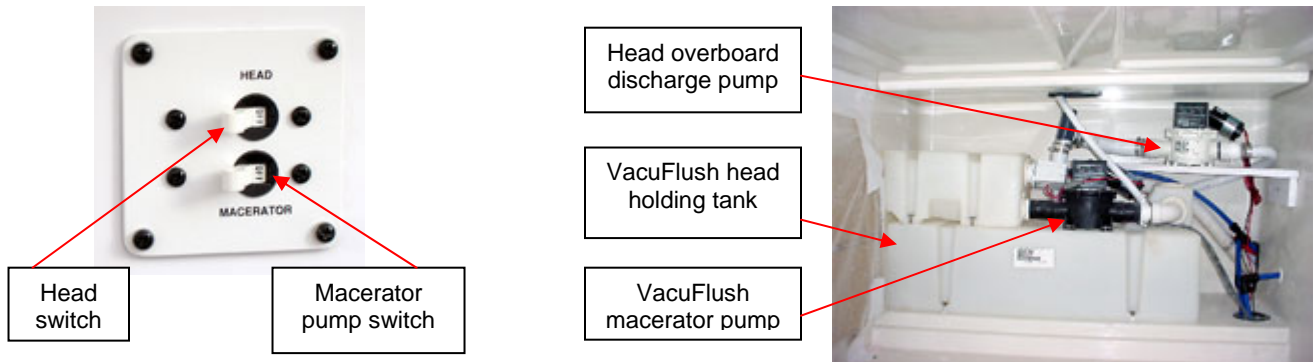 HEAD
MACERATOR
Head
switch
Macerator
pump switch
Head overboard
discharge pump
VacuFlush head
holding tank
VacuFlush
macerator pump